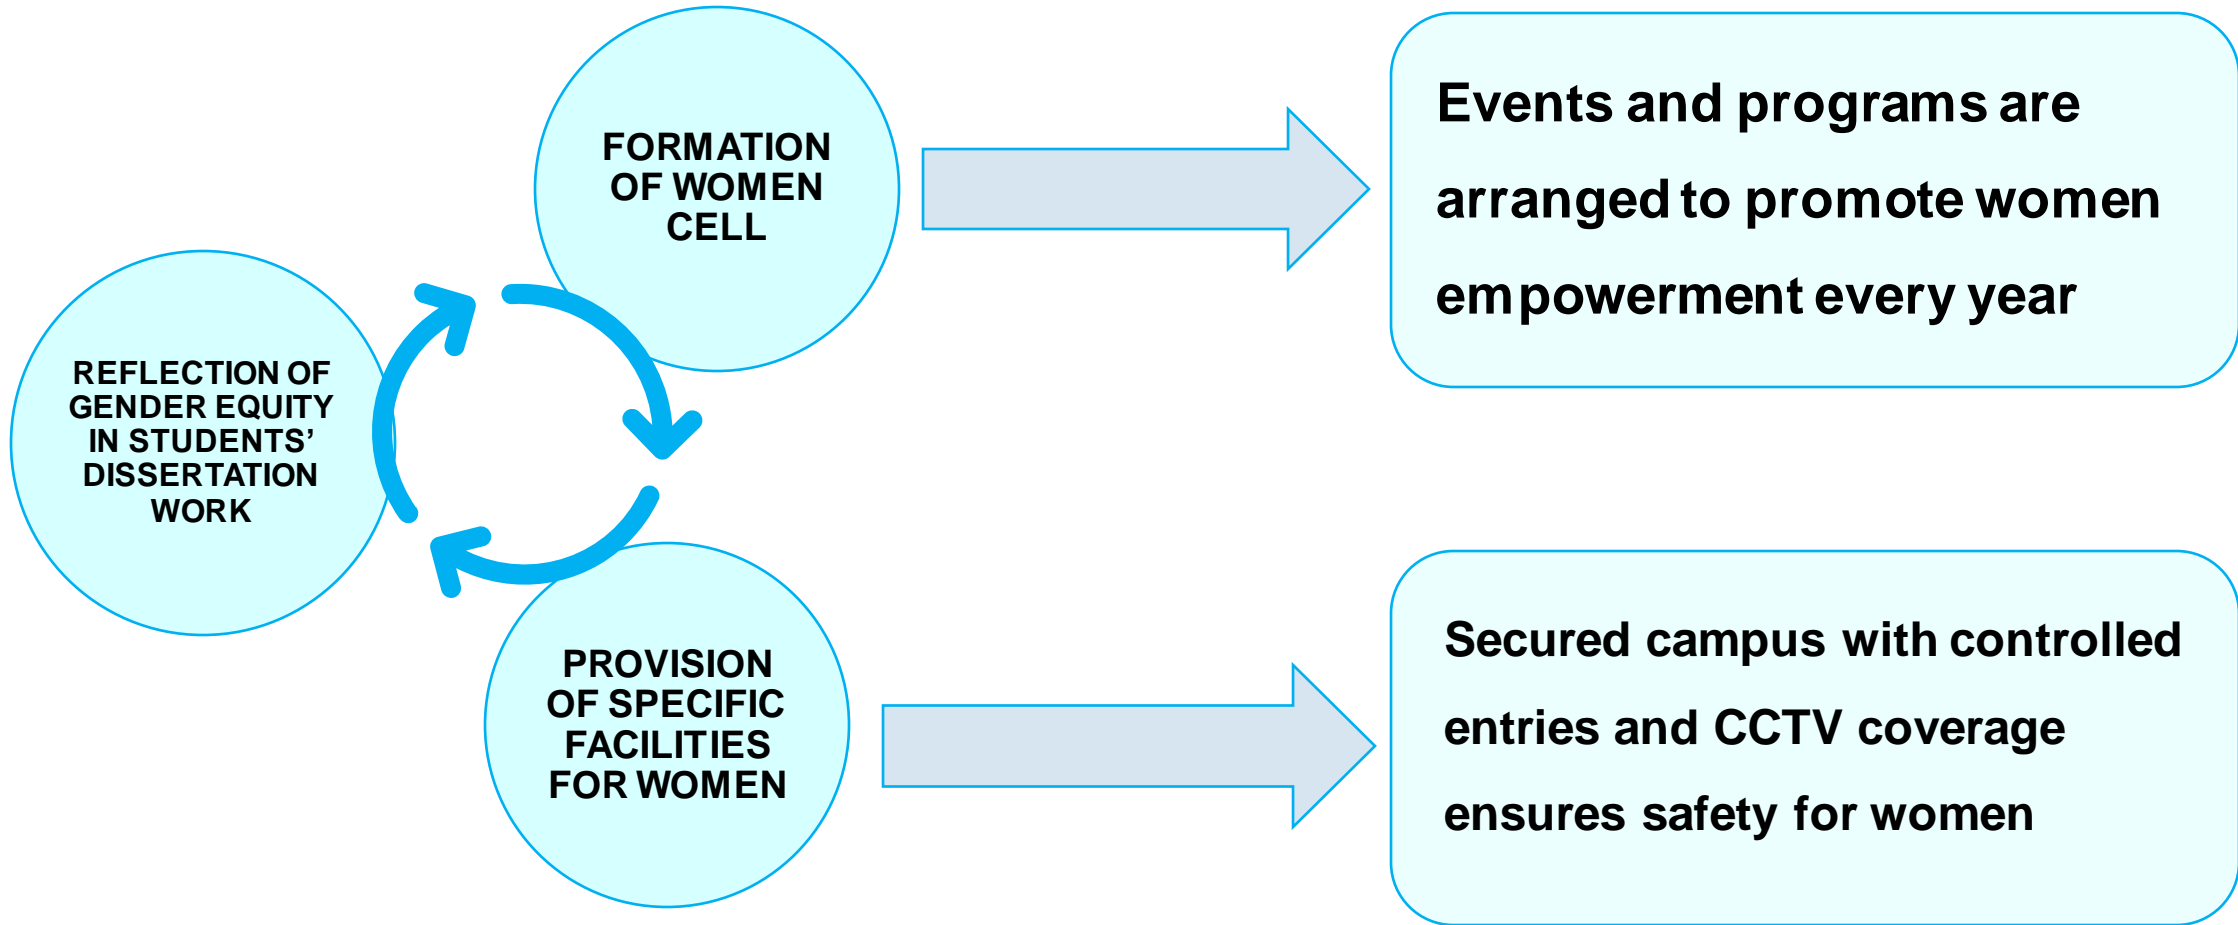 FORMATION
OF WOMEN
CELL
Events and programs are
arranged to promote women
empowerment every year
REFLECTION OF
GENDER EQUITY
IN STUDENTS’
DISSERTATION
WORK
PROVISION
OF SPECIFIC
FACILITIES
FOR WOMEN
Secured campus with controlled
entries and CCTV coverage
ensures safety for women